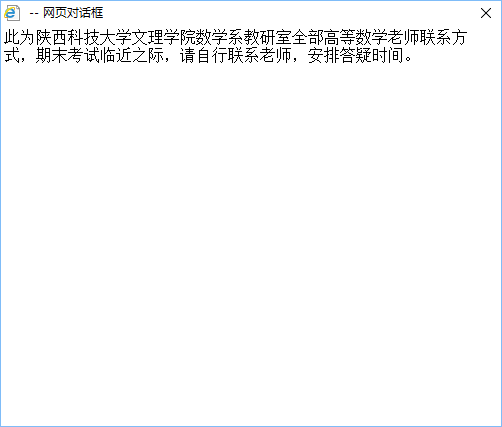 -- 网页对话框
此为陕西科技大学文理学院数学系教研室全部高等数学老师联系方
式，期末考试临近之际，请自行联系老师，安排答疑时间。